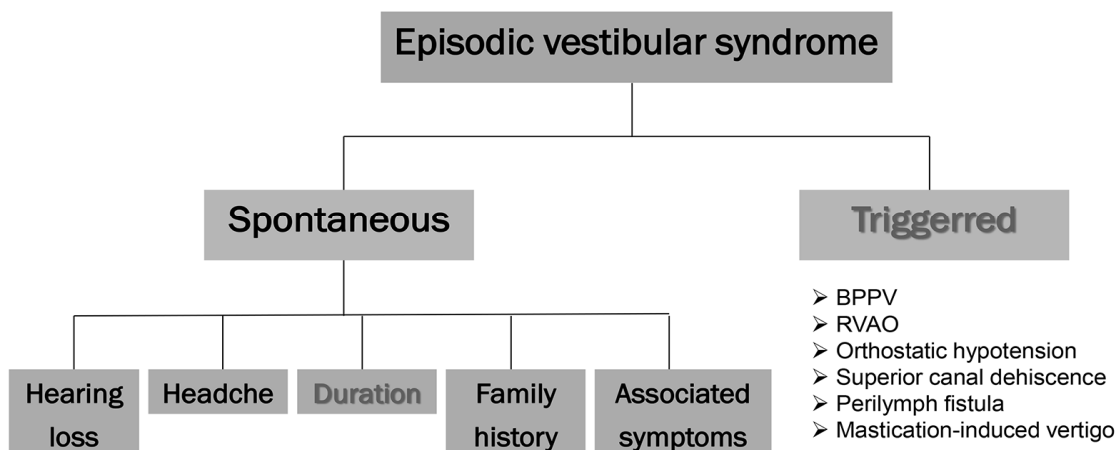 Episodic vestibular syndrome
Spontaneous
Triggerred
➢ BPPV
➢ RVAO
➢ Orthostatic hypotension
➢ Superior canal dehiscence
➢ Perilymph fistula
➢ Mastication-induced vertigo
Hearing
loss
Headche
Duration
Family
history
Associated
symptoms